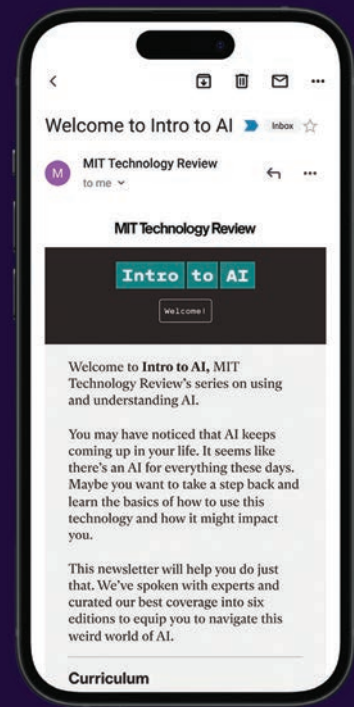 Welcome to Intro to AI
Inbox
M
MIT Technology Review
to me
MIT Technology Review
Intro to AI
Welcome!
Welcome to Intro to AI, MIT
Technology Review's series on using
and understanding AI.
You may have noticed that AI keeps
coming up in your life. It seems like
there's an AI for everything these days.
Maybe you want to take a step back and
learn the basics of how to use this
technology and how it might impact
you.
This newsletter will help you do just
that. We've spoken with experts and
curated our best coverage into six
editions to equip you to navigate this
weird world of AI.
Curriculum